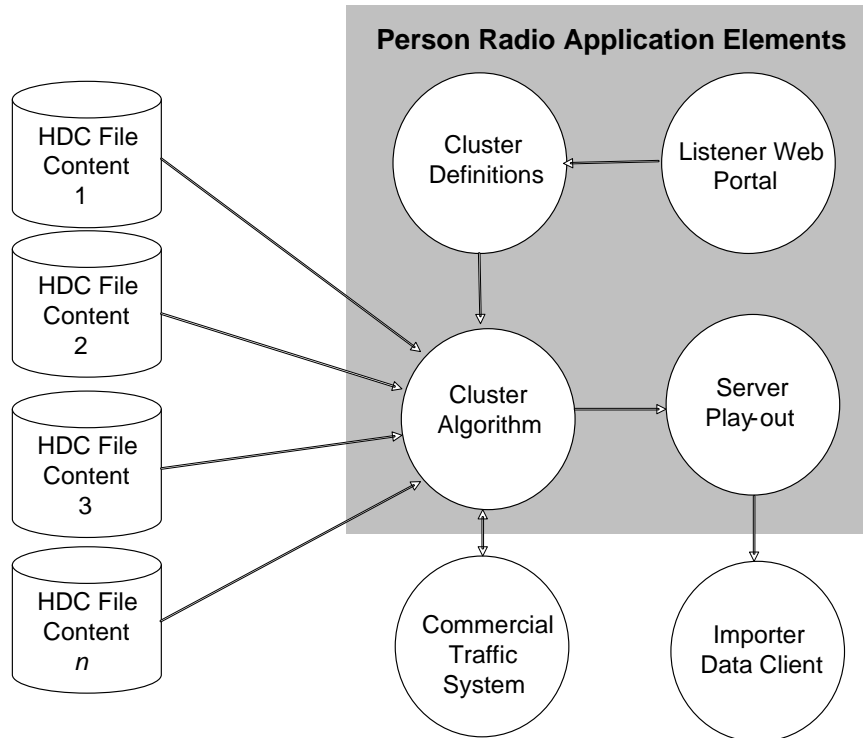 Person Radio Application Elements
HDC File
Content
1
HDC File
Content
2
HDC File
Content
3
HDC File
Content
n
Cluster
Definitions
Listener Web
Portal
Cluster
Algorithm
Server
Play-out
Commercial
Traffic
System
Importer
Data Client